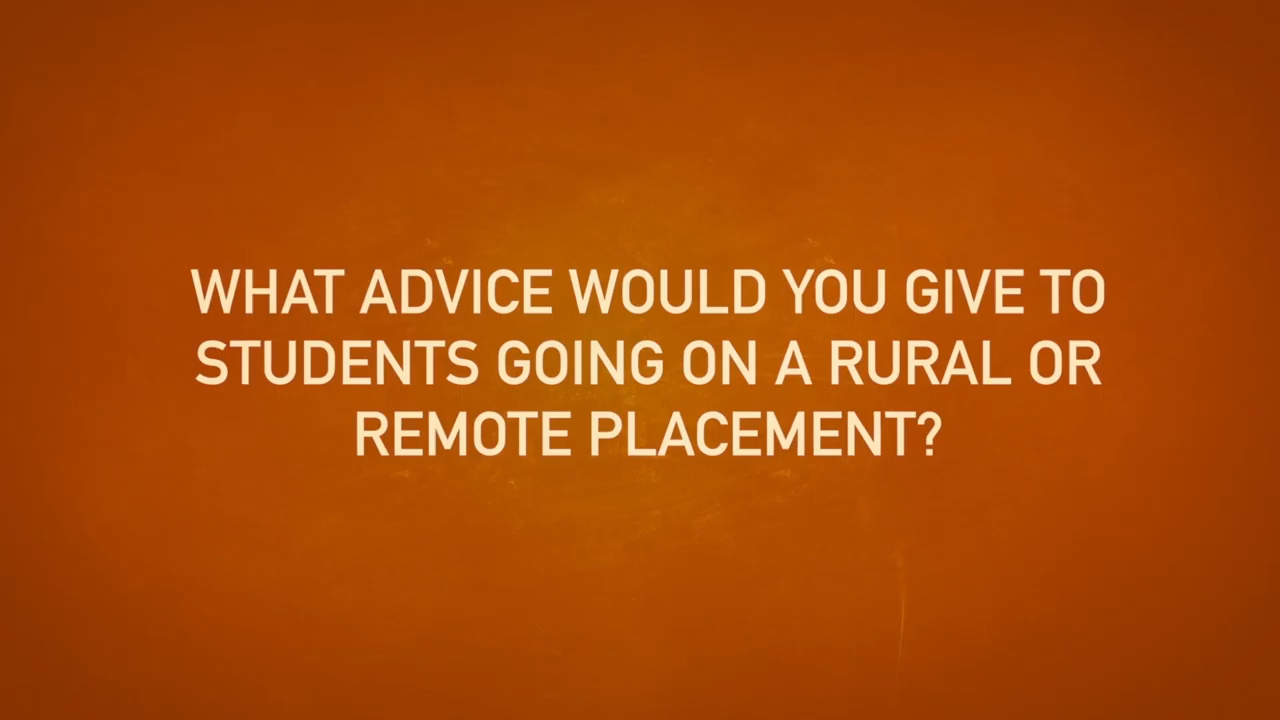 WHAT ADVICE WOULD YOU GIVE TO
STUDENTS GOING ON A RURAL OR
REMOTE PLACEMENT?